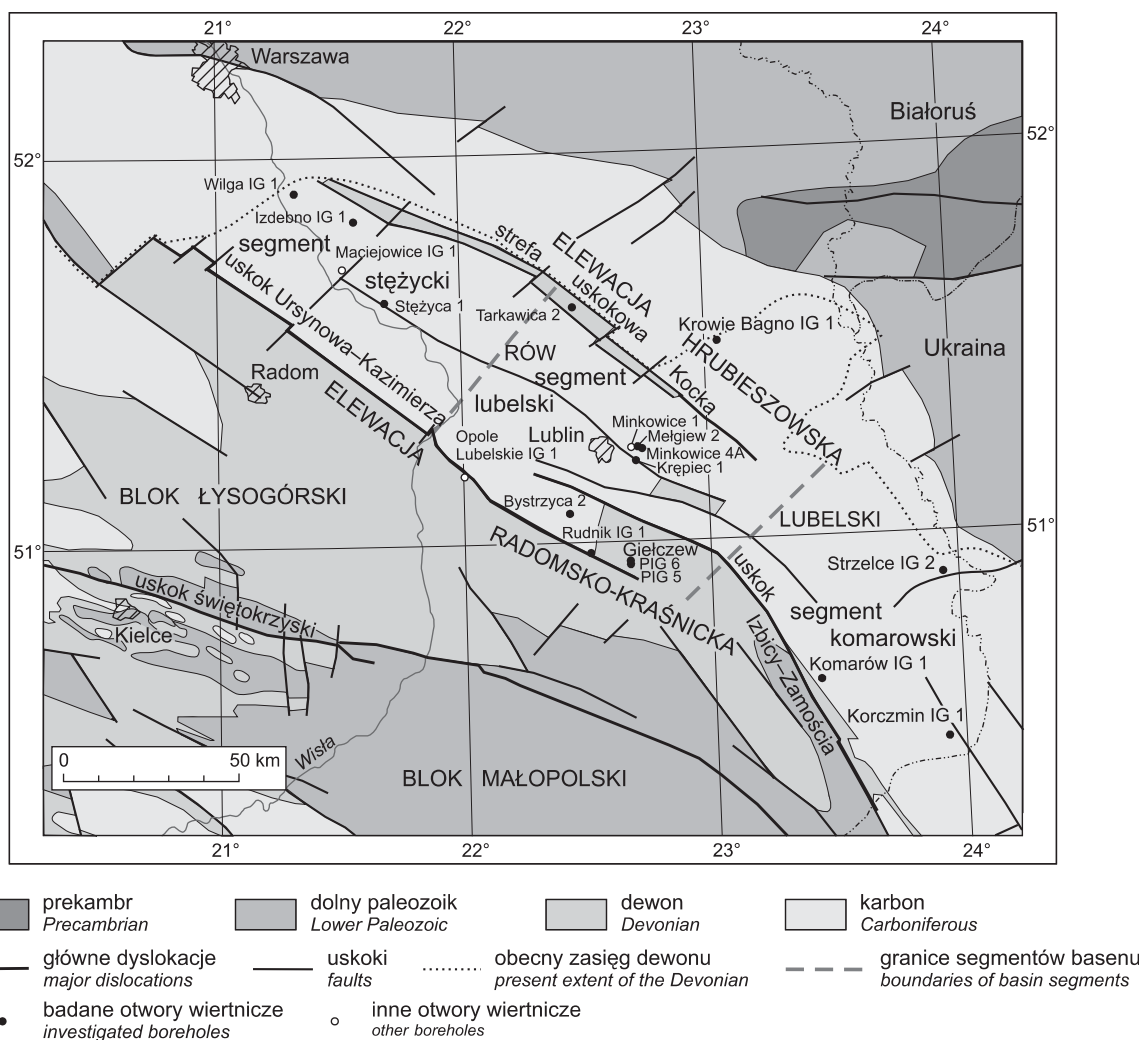 21°
22°
23°
24°
Warszawa
Białoruś
52°
52°
Wilga IG 1
Izdebno IG 1
segment
Maciejowice IG 1
stężycki
Stężyca 1
strefa
uskokowa
Kocka
ELEWACJA
HRUBIESZOWSKA
uskok Ursynowa–Kazimierza
Tarkawica 2
Krowie Bagno IG 1
Ukraina
RÓW
segment
Radom
ELEWACJA
lubelski
Lublin
Minkowice 1
Mełgiew 2
Minkowice 4A
Krępiec 1
Opole
Lubelskie IG 1
BLOK ŁYSOGÓRSKI
Bystrzyca 2
LUBELSKI
Rudnik IG 1
51°
51°
Giełczew
PIG 6
PIG 5
RADOMSKO-KRAŚNICKA
uskok
Izbicy–Zamościa
Strzelce IG 2
uskok świętokrzyski
Kielce
segment
komarowski
Komarów IG 1
Korczmin IG 1
Wisła
0
50 km
BLOK MAŁOPOLSKI
21°
22°
23°
24°
prekambr
Precambrian
dolny paleozoik
Lower Paleozoic
dewon
Devonian
karbon
Carboniferous
główne dyslokacje
major dislocations
uskoki
faults
obecny zasięg dewonu
present extent of the Devonian
granice segmentów basenu
boundaries of basin segments
badane otwory wiertnicze
investigated boreholes
inne otwory wiertnicze
other boreholes